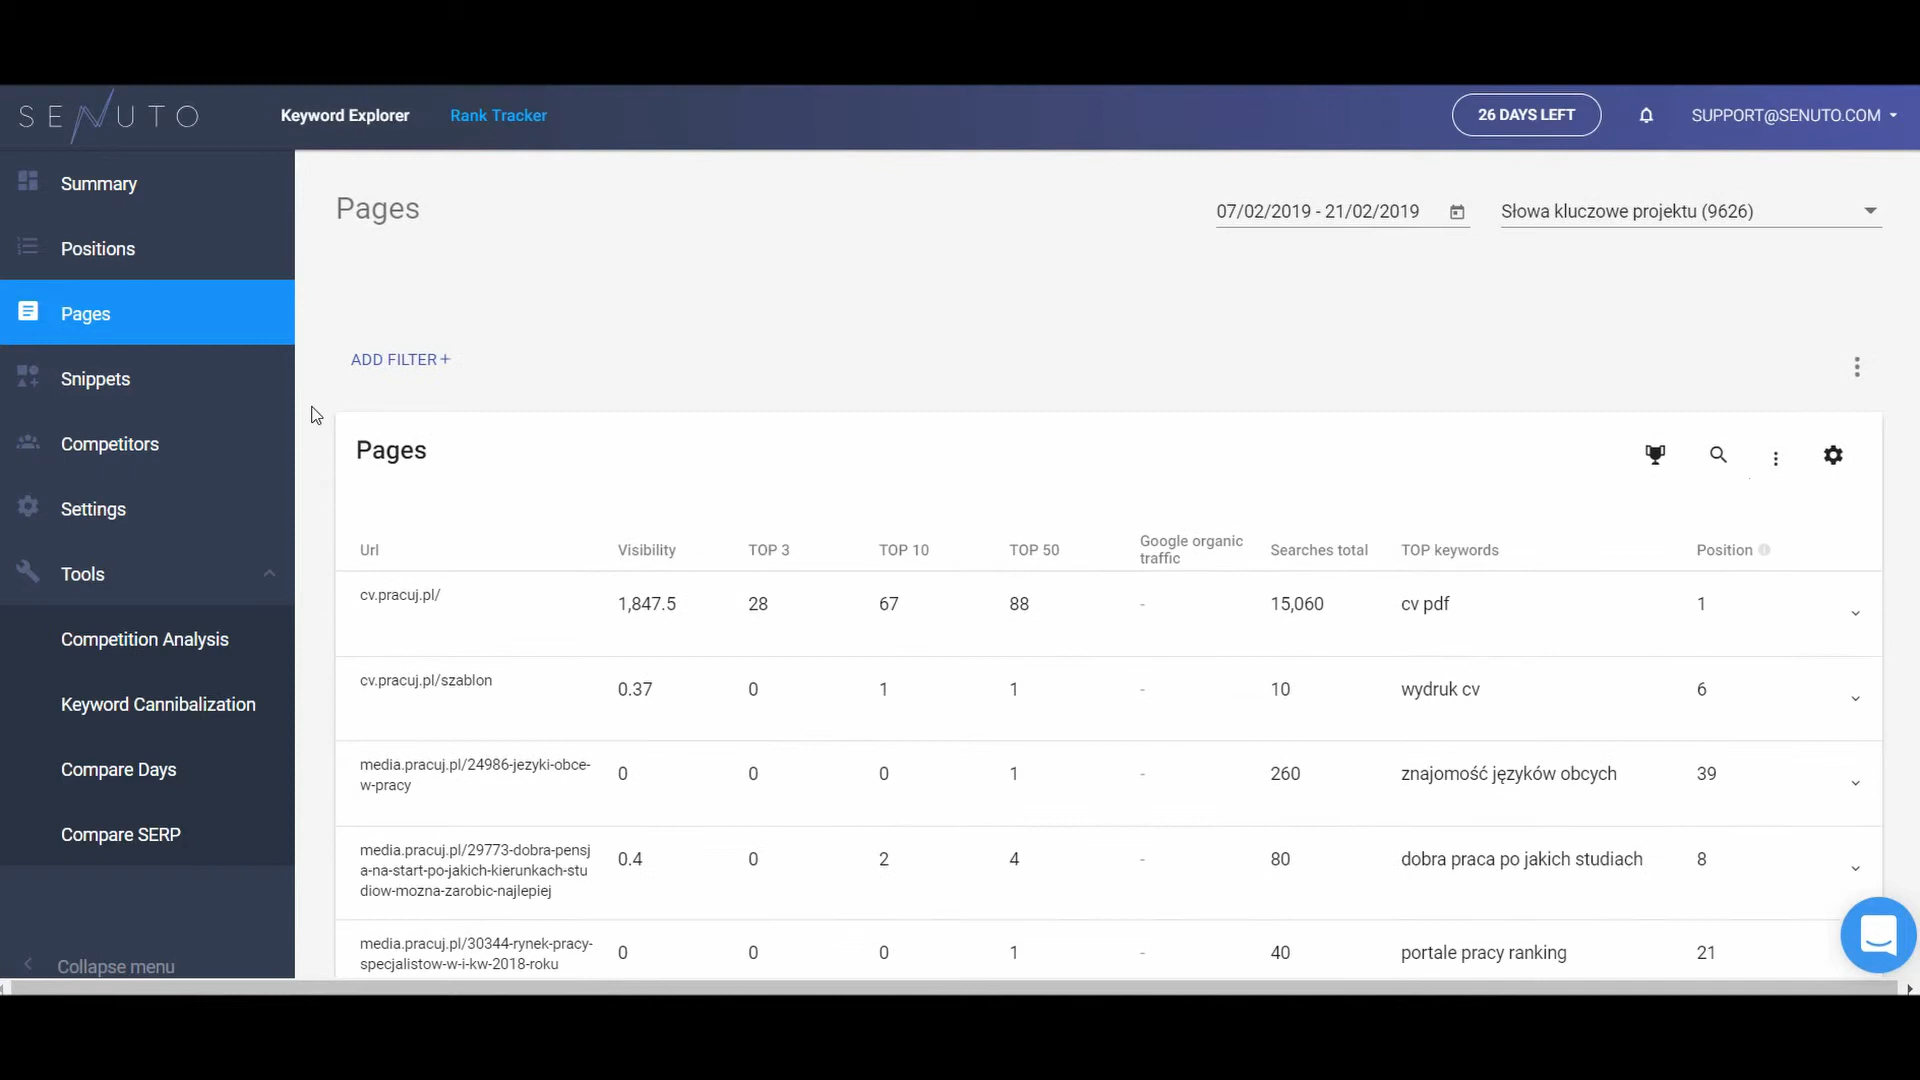 SENUTO
Keyword Explorer
Rank Tracker
26 DAYS LEFT
SUPPORT@SENUTO.COM
Summary
Positions
Pages
Snippets
Competitors
Settings
Tools
Competition Analysis
Keyword Cannibalization
Compare Days
Compare SERP
Collapse menu
Pages
07/02/2019 - 21/02/2019
Słowa kluczowe projektu (9626)
ADD FILTER+
Pages
Url Visibility TOP 3 TOP 10 TOP 50 Google organic traffic Searches total TOP keywords Position
cv.pracuj.pl/ 1,847.5 28 67 88 - 15,060 cv pdf 1
cv.pracuj.pl/szablon 0.37 0 1 1 - 10 wydruk cv 6
media.pracuj.pl/24986-jezyki-obce-
w-pracy
0 0 0 1 - 260 znajomość języków obcych 39
media.pracuj.pl/29773-dobra-pensj
a-na-start-po-jakich-kierunkach-stu
diow-mozna-zarobic-najlepiej
0.4 0 2 4 - 80 dobra praca po jakich studiach 8
media.pracuj.pl/30344-rynek-pracy-
specjalistow-w-i-kw-2018-roku
0 0 0 1 - 40 portale pracy ranking 21